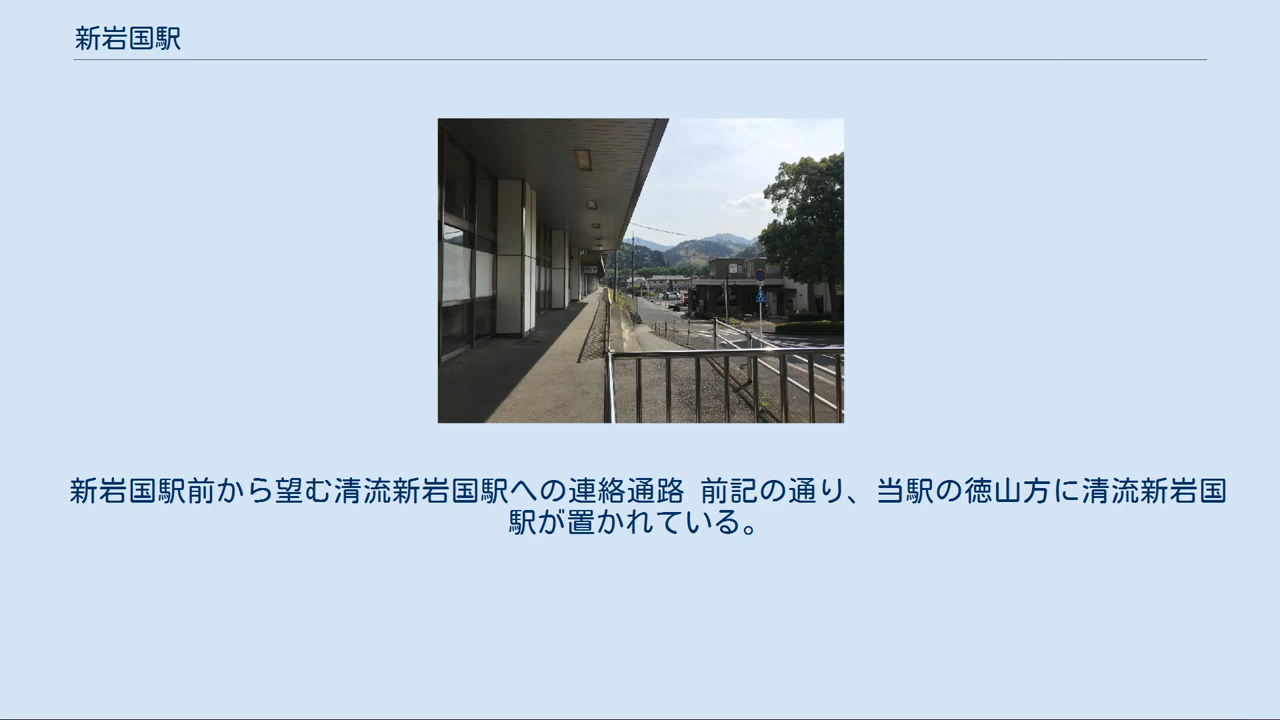 新岩国駅
新岩国駅前から望む清流新岩国駅への連絡通路 前記の通り、当駅の徳山方に清流新岩国
駅が置かれている。